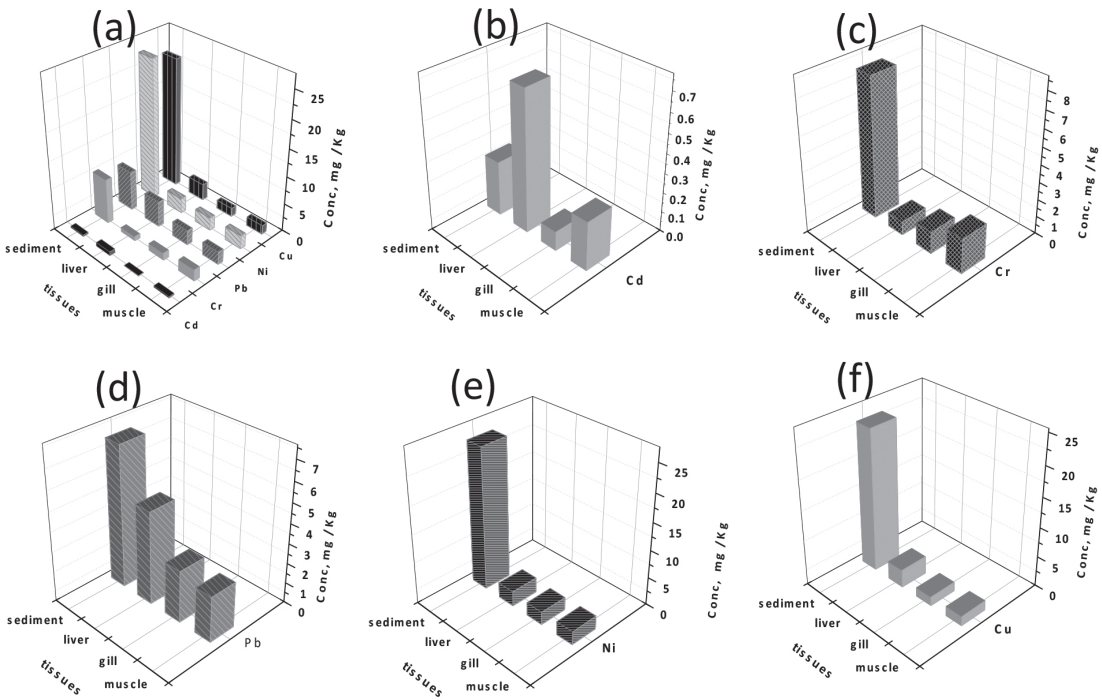 (a)
25
20
15
10
5
0
Conc, mg /Kg
sediment
liver
gill
muscle
tissues
Cd
Cr
Pb
Ni
Cu
(b)
0.7
0.6
0.5
0.4
0.3
0.2
0.1
0.0
Conc, mg /Kg
sediment
liver
gill
muscle
tissues
Cd
(c)
8
7
6
5
4
3
2
1
0
Conc, mg /Kg
sediment
liver
gill
muscle
tissues
Cr
(d)
7
6
5
4
3
2
1
0
Conc, mg /Kg
sediment
liver
gill
muscle
tissues
Pb
(e)
25
20
15
10
5
0
Conc, mg /Kg
sediment
liver
gill
muscle
tissues
Ni
(f)
25
20
15
10
5
0
Conc, mg /Kg
sediment
liver
gill
muscle
tissues
Cu